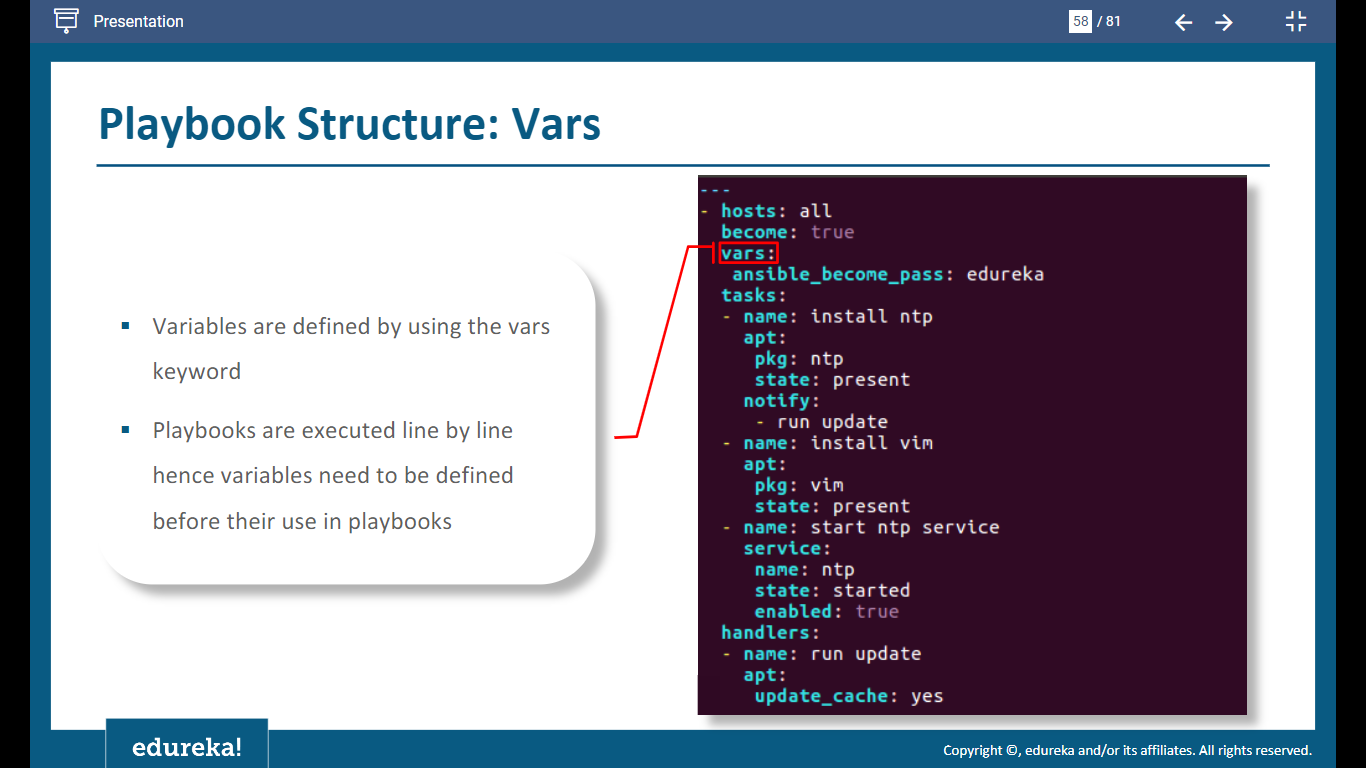 Presentation
58 / 81
Playbook Structure: Vars
▪ Variables are defined by using the vars
keyword
▪ Playbooks are executed line by line
hence variables need to be defined
before their use in playbooks
---
- hosts: all
  become: true
  vars:
   ansible_become_pass: edureka
  tasks:
  - name: install ntp
    apt:
     pkg: ntp
     state: present
    notify:
     - run update
  - name: install vim
    apt:
     pkg: vim
     state: present
  - name: start ntp service
    service:
     name: ntp
     state: started
     enabled: true
  handlers:
  - name: run update
    apt:
     update_cache: yes
edureka!
Copyright ©, edureka and/or its affiliates. All rights reserved.